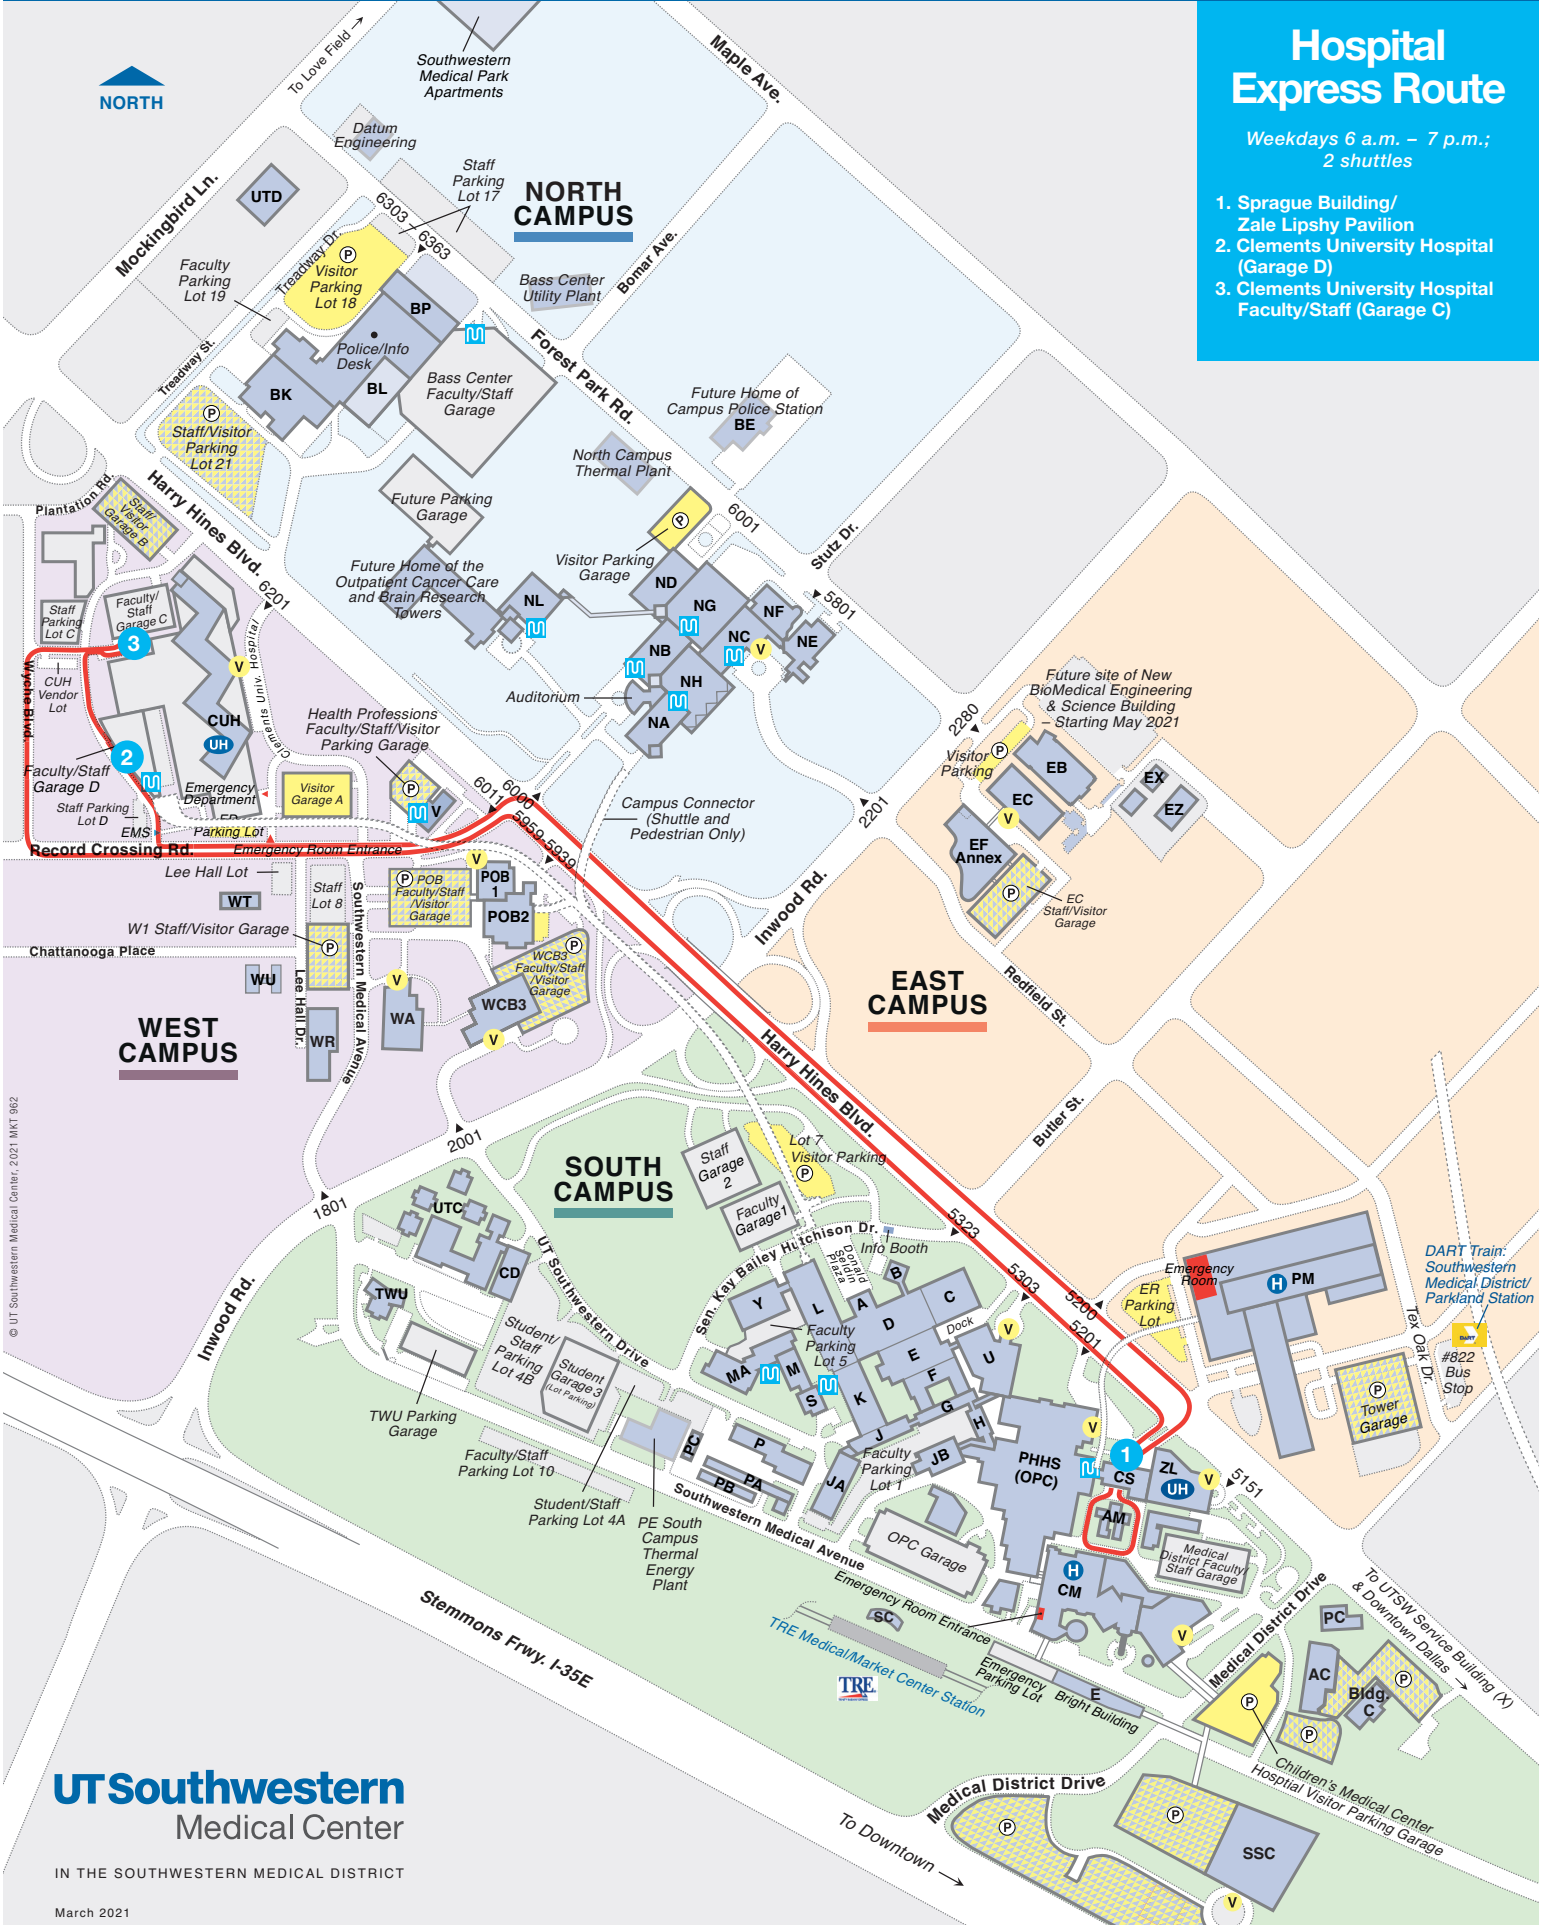 Hospital
Express Route
Weekdays 6 a.m. – 7 p.m.;
2 shuttles
1. Sprague Building/
Zale Lipshy Pavilion
2. Clements University Hospital
(Garage D)
3. Clements University Hospital
Faculty/Staff (Garage C)
NORTH
To Love Field
Southwestern
Medical Park
Apartments
Maple Ave.
Datum
Engineering
Staff
Parking
Lot 17
UTD
Mockingbird Ln.
NORTH
CAMPUS
6303 – 6363
Treadway Dr.
P
Visitor
Parking
Lot 18
Faculty
Parking
Lot 19
Bass Center
Utility Plant
Bomar Ave.
BP
Police/Info
Desk
BL
BK
Treadway St.
Bass Center
Faculty/Staff
Garage
Forest Park Rd.
Future Home of
Campus Police Station
BE
P
Staff/Visitor
Parking
Lot 21
North Campus
Thermal Plant
Future Parking
Garage
6001
P
Visitor Parking
Garage
Stutz Dr.
Plantation Rd.
Staff/
Visitor
Garage B
Harry Hines Blvd.
6201
Future Home of the
Outpatient Cancer Care
and Brain Research
Towers
NL
ND
NG
NF
NE
NC
V
NB
NH
NA
Auditorium
5801
Staff
Parking
Lot C
Faculty/
Staff
Garage C
3
Wyche Blvd.
CUH
Vendor
Lot
V
Clements Univ. Hospital
CUH
UH
2
Faculty/Staff
Garage D
Staff Parking
Lot D
EMS
Emergency
Department
ED
Parking Lot
Visitor
Garage A
Health Professions
Faculty/Staff/Visitor
Parking Garage
P
V
6011
6000
5959-5939
Campus Connector
(Shuttle and
Pedestrian Only)
Record Crossing Rd.
Emergency Room Entrance
Future site of New
BioMedical Engineering
& Science Building
– Starting May 2021
2280
Visitor
Parking
P
EB
EC
V
EX
EZ
EF
Annex
P
EC
Staff/Visitor
Garage
2201
Inwood Rd.
Redfield St.
EAST
CAMPUS
Lee Hall Lot
Staff
Lot 8
WT
W1 Staff/Visitor Garage
P
Chattanooga Place
WU
Lee Hall Dr.
WR
Southwestern Medical Avenue
P
POB
Faculty/Staff
/Visitor
Garage
V
POB
1
POB2
P
WCB3
Faculty/Staff
/Visitor
Garage
WCB3
V
WA
V
WEST
CAMPUS
Harry Hines Blvd.
Butler St.
2001
1801
Inwood Rd.
SOUTH
CAMPUS
Staff
Garage
2
Faculty
Garage1
Lot 7
Visitor Parking
P
Sen. Kay Bailey Hutchison Dr.
Donald
Seldin
Plaza
Info Booth
5323
5303
5200
5201
UTC
CD
TWU
UT Southwestern Drive
Student/
Staff
Parking
Lot 4B
Student
Garage 3
(Lot Parking)
TWU Parking
Garage
Faculty/Staff
Parking Lot 10
Student/Staff
Parking Lot 4A
PE South
Campus
Thermal
Energy
Plant
PC
P
PB
PA
Y
L
A
B
C
D
Dock
Faculty
Parking
Lot 5
MA
M
S
K
E
F
U
V
G
H
J
JA
JB
Faculty
Parking
Lot 1
PHHS
(OPC)
V
1
CS
ZL
UH
V
5151
AM
Medical
District Faculty/
Staff Garage
OPC Garage
Southwestern Medical Avenue
Emergency Room Entrance
H
CM
V
Emergency
Room
ER
Parking
Lot
H PM
Tex Oak Dr.
DART Train:
Southwestern
Medical District/
Parkland Station
DART
#822
Bus
Stop
P
Tower
Garage
SC
TRE Medical/Market Center Station
TRE
Emergency
Parking Lot
E
Bright Building
Medical District Drive
To UTSW Service Building (X)
& Downtown Dallas
PC
AC
Bldg.
C
P
P
P
Children's Medical Center
Hosptial Visitor Parking Garage
Stemmons Frwy. I-35E
Medical District Drive
To Downtown
P
P
SSC
V
© UT Southwestern Medical Center, 2021 MKT 962
UT Southwestern
Medical Center
IN THE SOUTHWESTERN MEDICAL DISTRICT
March 2021